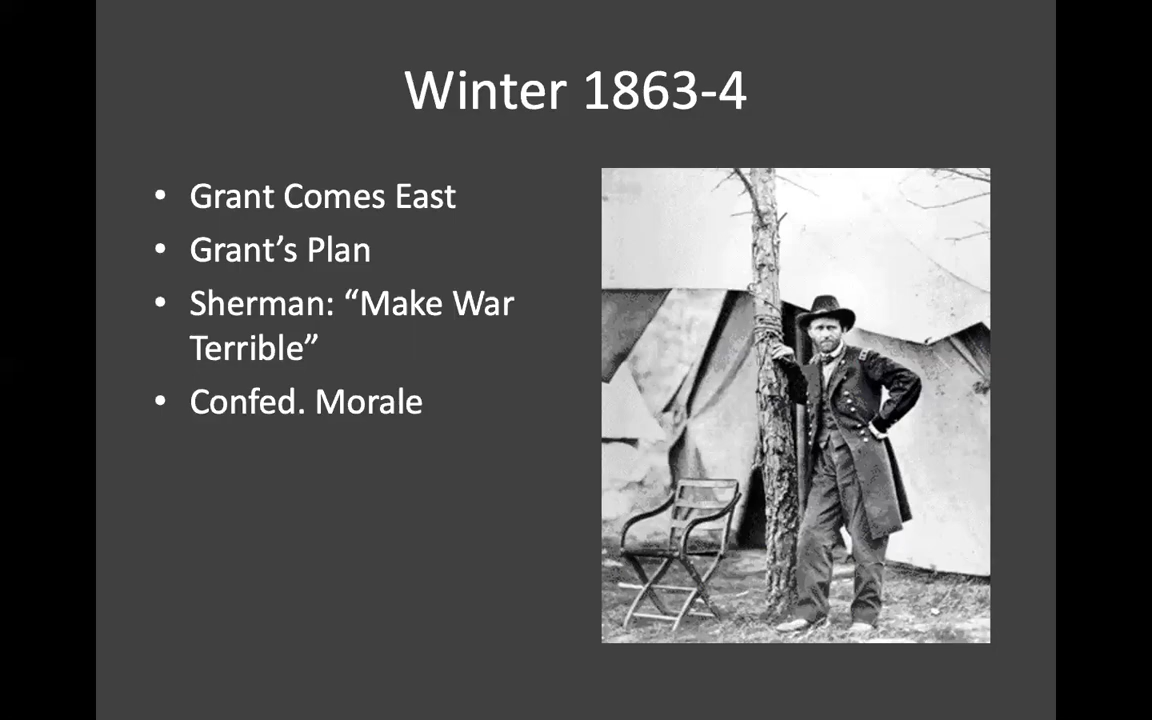 Winter 1863-4
• Grant Comes East
• Grant’s Plan
• Sherman: “Make War
Terrible”
• Confed. Morale